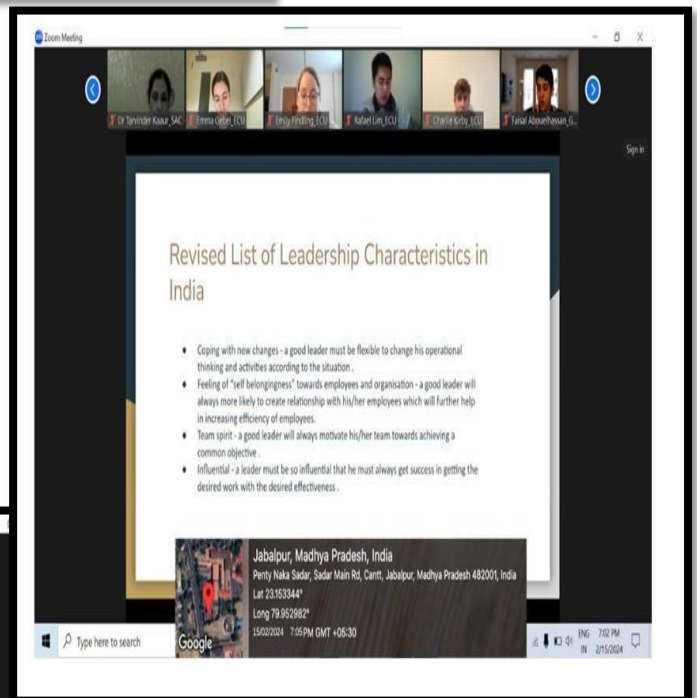 Zoom Meeting
Dr Tarvinder Kaaur_SAC
Emma Gebel_ECU
Emily Findling_ECU
Rafael Lim_ECU
Charlie Kirby_ECU
Faisal Abouelhassan_G...
Sign in
Revised List of Leadership Characteristics in
India
● Coping with new changes - a good leader must be flexible to change his operational
thinking and activities according to the situation .
● Feeling of "self belongingness" towards employees and organisation - a good leader will
always more likely to create relationship with his/her employees which will further help
in increasing efficiency of employees.
● Team spirit - a good leader will always motivate his/her team towards achieving a
common objective .
● Influential - a leader must be so influential that he must always get success in getting the
desired work with the desired effectiveness .
Jabalpur, Madhya Pradesh, India
Penty Naka Sadar, Sadar Main Rd, Cantt, Jabalpur, Madhya Pradesh 482001, India
Lat 23.153344°
Long 79.952982°
15/02/2024 7:05PM GMT +05:30
Google
Type here to search
ENG 7:02 PM
IN 2/15/2024